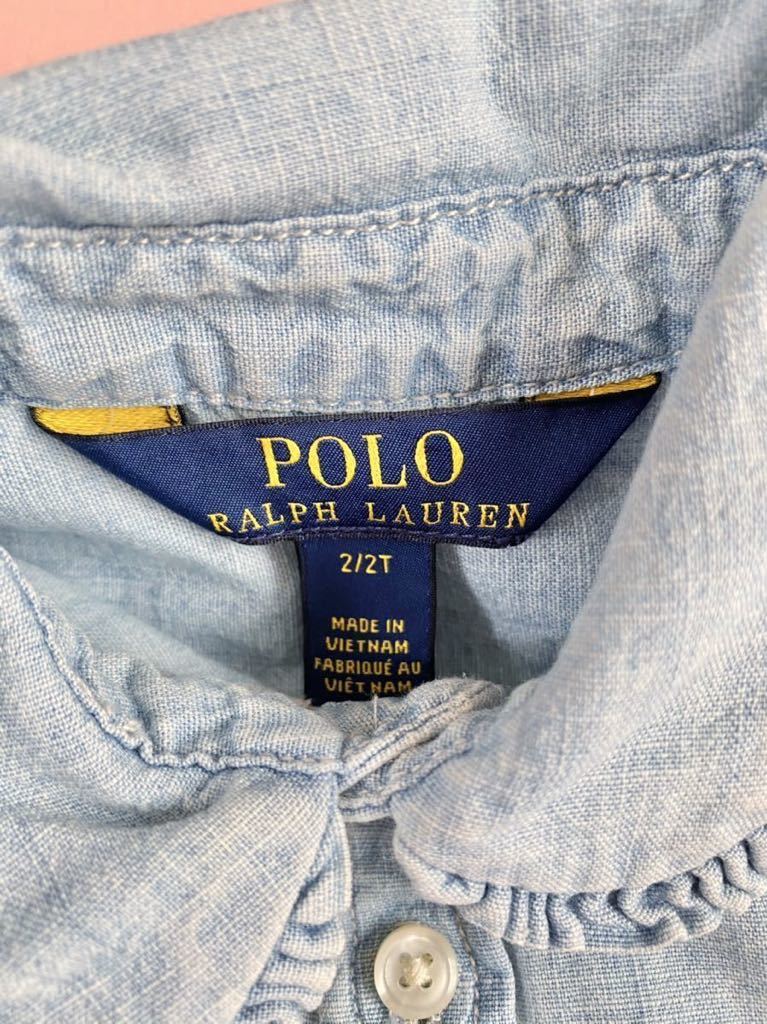 POLO
RALPH LAUREN
2/2T
MADE IN
VIETNAM
FABRIQUÉ AU
VIÊT NAM